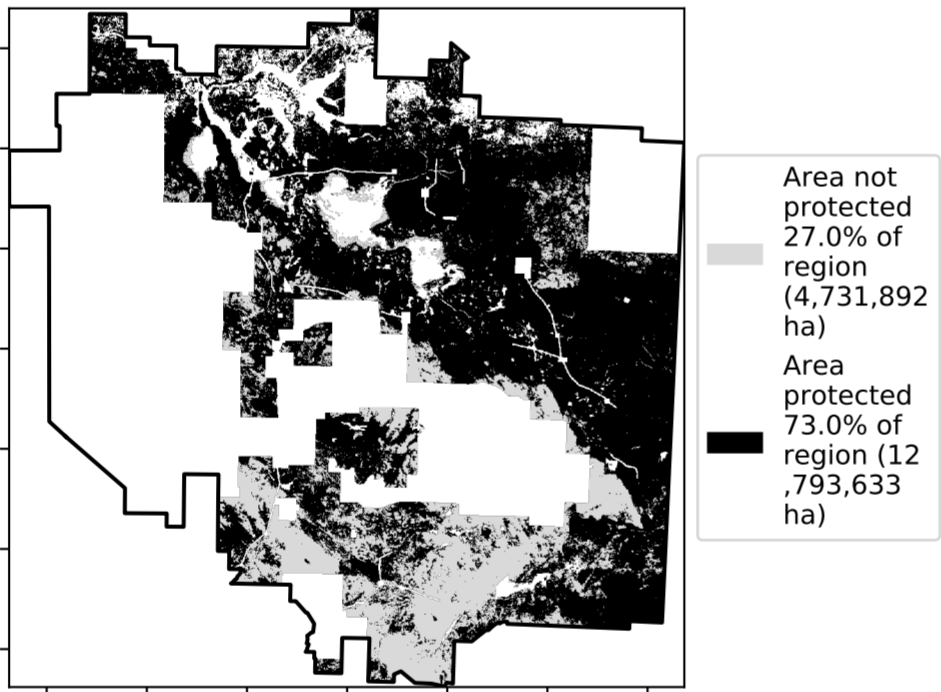 Area not
protected
27.0% of
region
(4,731,892
ha)
Area
protected
73.0% of
region (12
,793,633
ha)